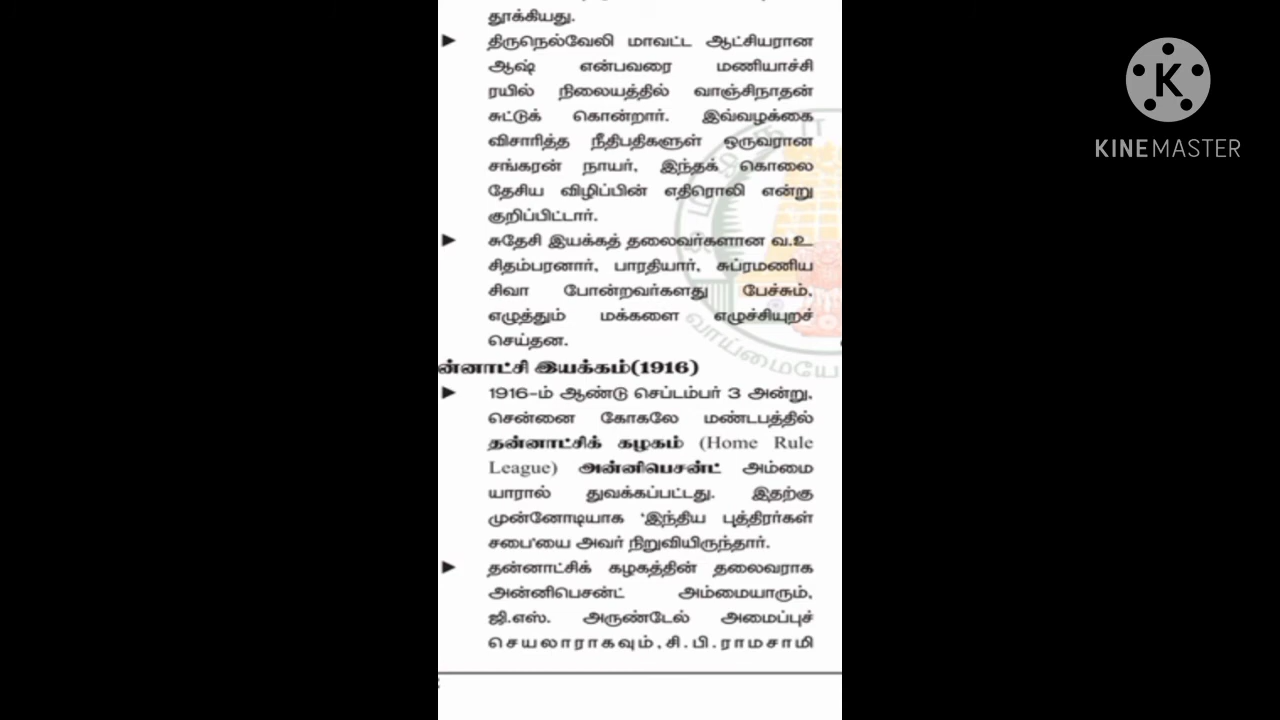 தூக்கியது.
► திருநெல்வேலி மாவட்ட ஆட்சியரான
ஆஷ் என்பவரை மணியாச்சி
ரயில் நிலையத்தில் வாஞ்சிநாதன்
சுட்டுக் கொன்றார். இவ்வழக்கை
விசாரித்த நீதிபதிகளுள் ஒருவரான
சங்கரன் நாயர், இந்தக் கொலை
தேசிய விழிப்பின் எதிரொலி என்று
குறிப்பிட்டார்.
► சுதேசி இயக்கத் தலைவர்களான வ.உ
சிதம்பரனார், பாரதியார், சுப்ரமணிய
சிவா போன்றவர்களது பேச்சும்,
எழுத்தும் மக்களை எழுச்சியுறச்
செய்தன.
ன்னாட்சி இயக்கம்(1916)
► 1916-ம் ஆண்டு செப்டம்பர் 3 அன்று,
சென்னை கோகலே மண்டபத்தில்
தன்னாட்சிக் கழகம் (Home Rule
League) அன்னிபெசன்ட் அம்மை
யாரால் துவக்கப்பட்டது. இதற்கு
முன்னோடியாக 'இந்திய புத்திரர்கள்
சபை'யை அவர் நிறுவியிருந்தார்.
► தன்னாட்சிக் கழகத்தின் தலைவராக
அன்னிபெசன்ட் அம்மையாரும்,
ஜி.எஸ். அருண்டேல் அமைப்புச்
செயலாராகவும், சி.பி.ராமசாமி
வாய்மையே
KINEMASTER